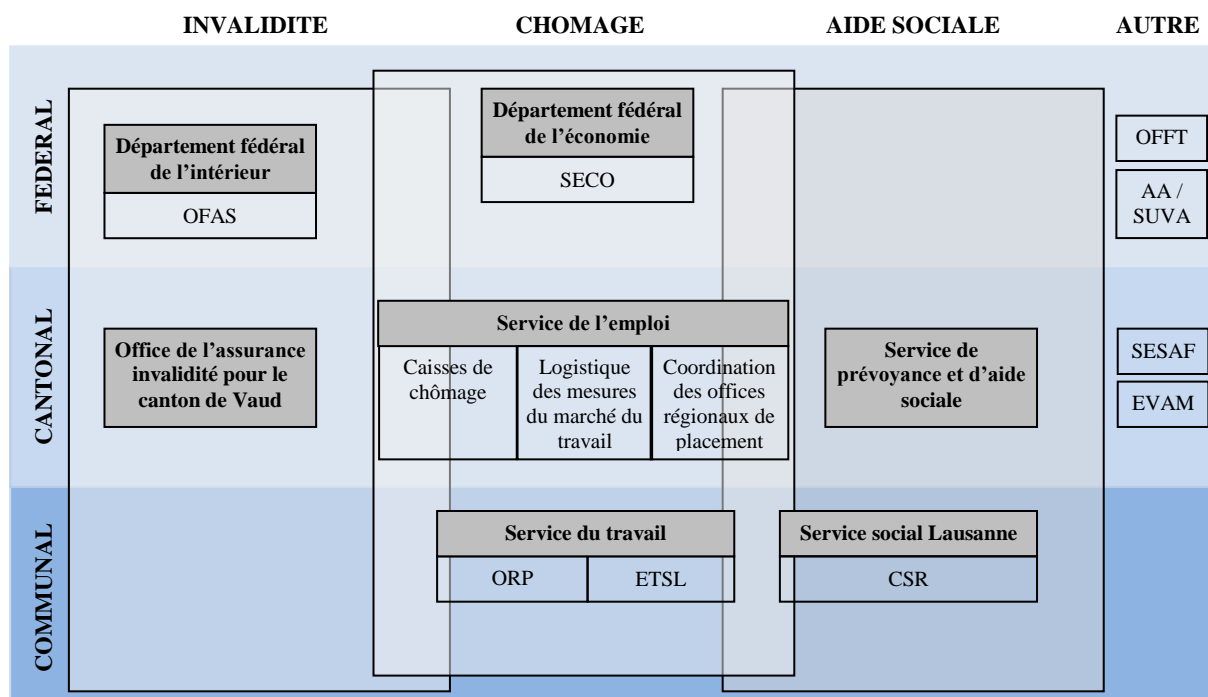 INVALIDITE
CHOMAGE
AIDE SOCIALE
AUTRE
FEDERAL
Département fédéral
de l'intérieur
OFAS
Département fédéral
de l'économie
SECO
OFFT
AA /
SUVA
CANTONAL
Office de l'assurance
invalidité pour le
canton de Vaud
Service de l'emploi
Caisses de
chômage
Logistique
des mesures
du marché du
travail
Coordination
des offices
régionaux de
placement
Service de
prévoyance et d'aide
sociale
SESAF
EVAM
COMMUNAL
Service du travail
ORP
ETSL
Service social Lausanne
CSR